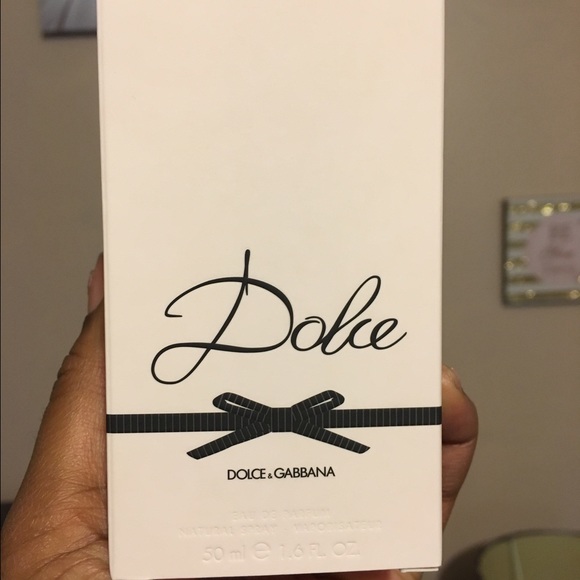 Dolce
DOLCE & GABBANA
EAU DE PARFUM
NATURAL SPRAY VAPORISATEUR
50 ml ℮ 1.6 FL. OZ.